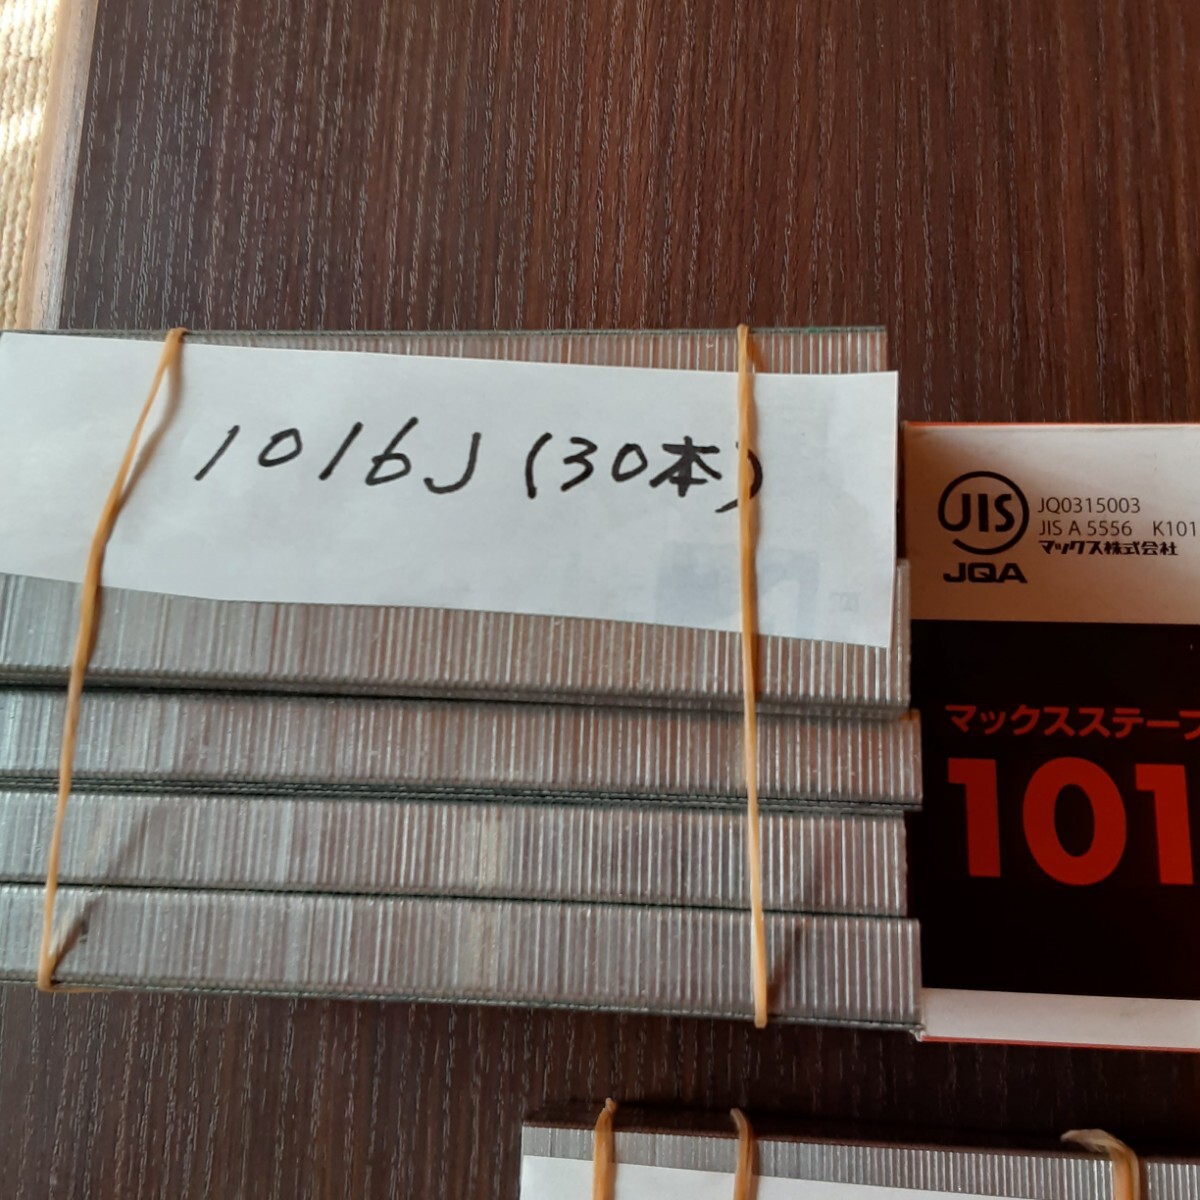 1016J (30本)
JIS
JQA
JQ0315003
JIS A 5556 K101
マックス株式会社
マックスステープ
101